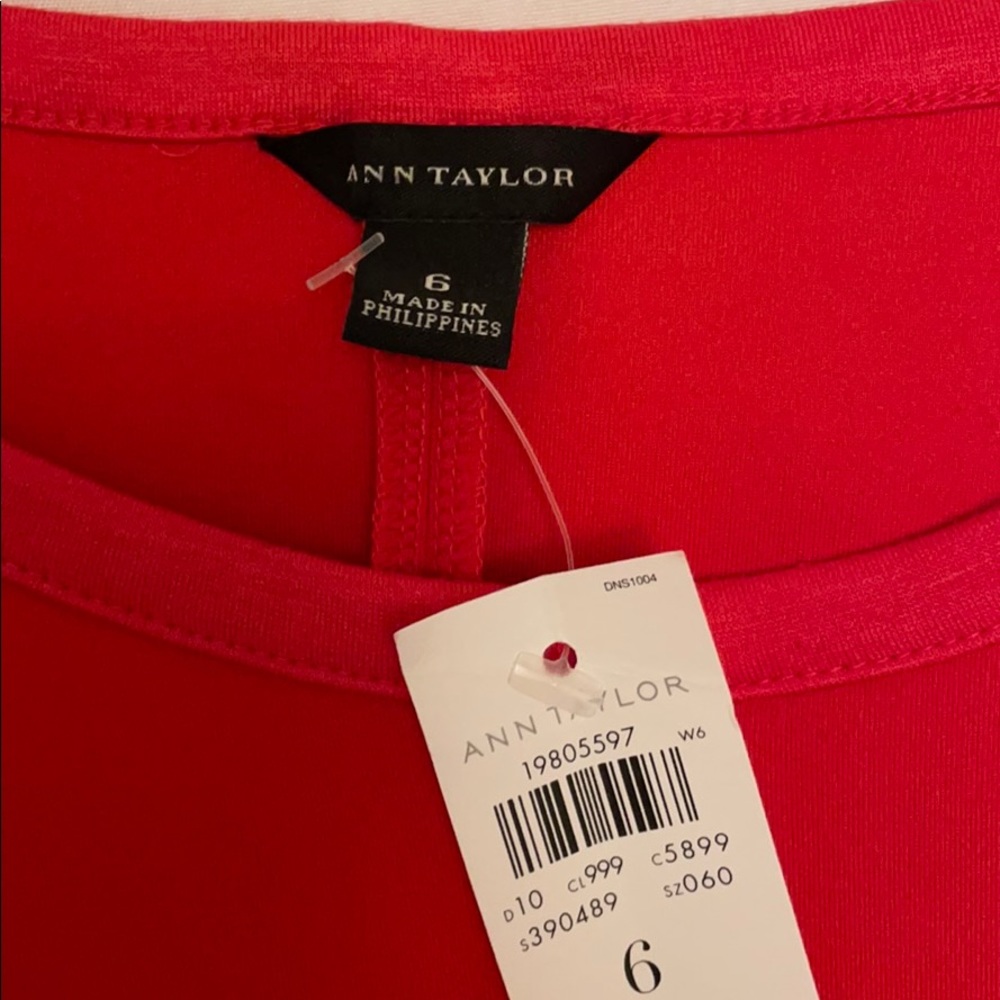 ANN TAYLOR
6
MADE IN
PHILIPPINES
DNS1004
ANN TAYLOR
19805597 W6
D10 CL999 C5899
S390489 SZ060
6